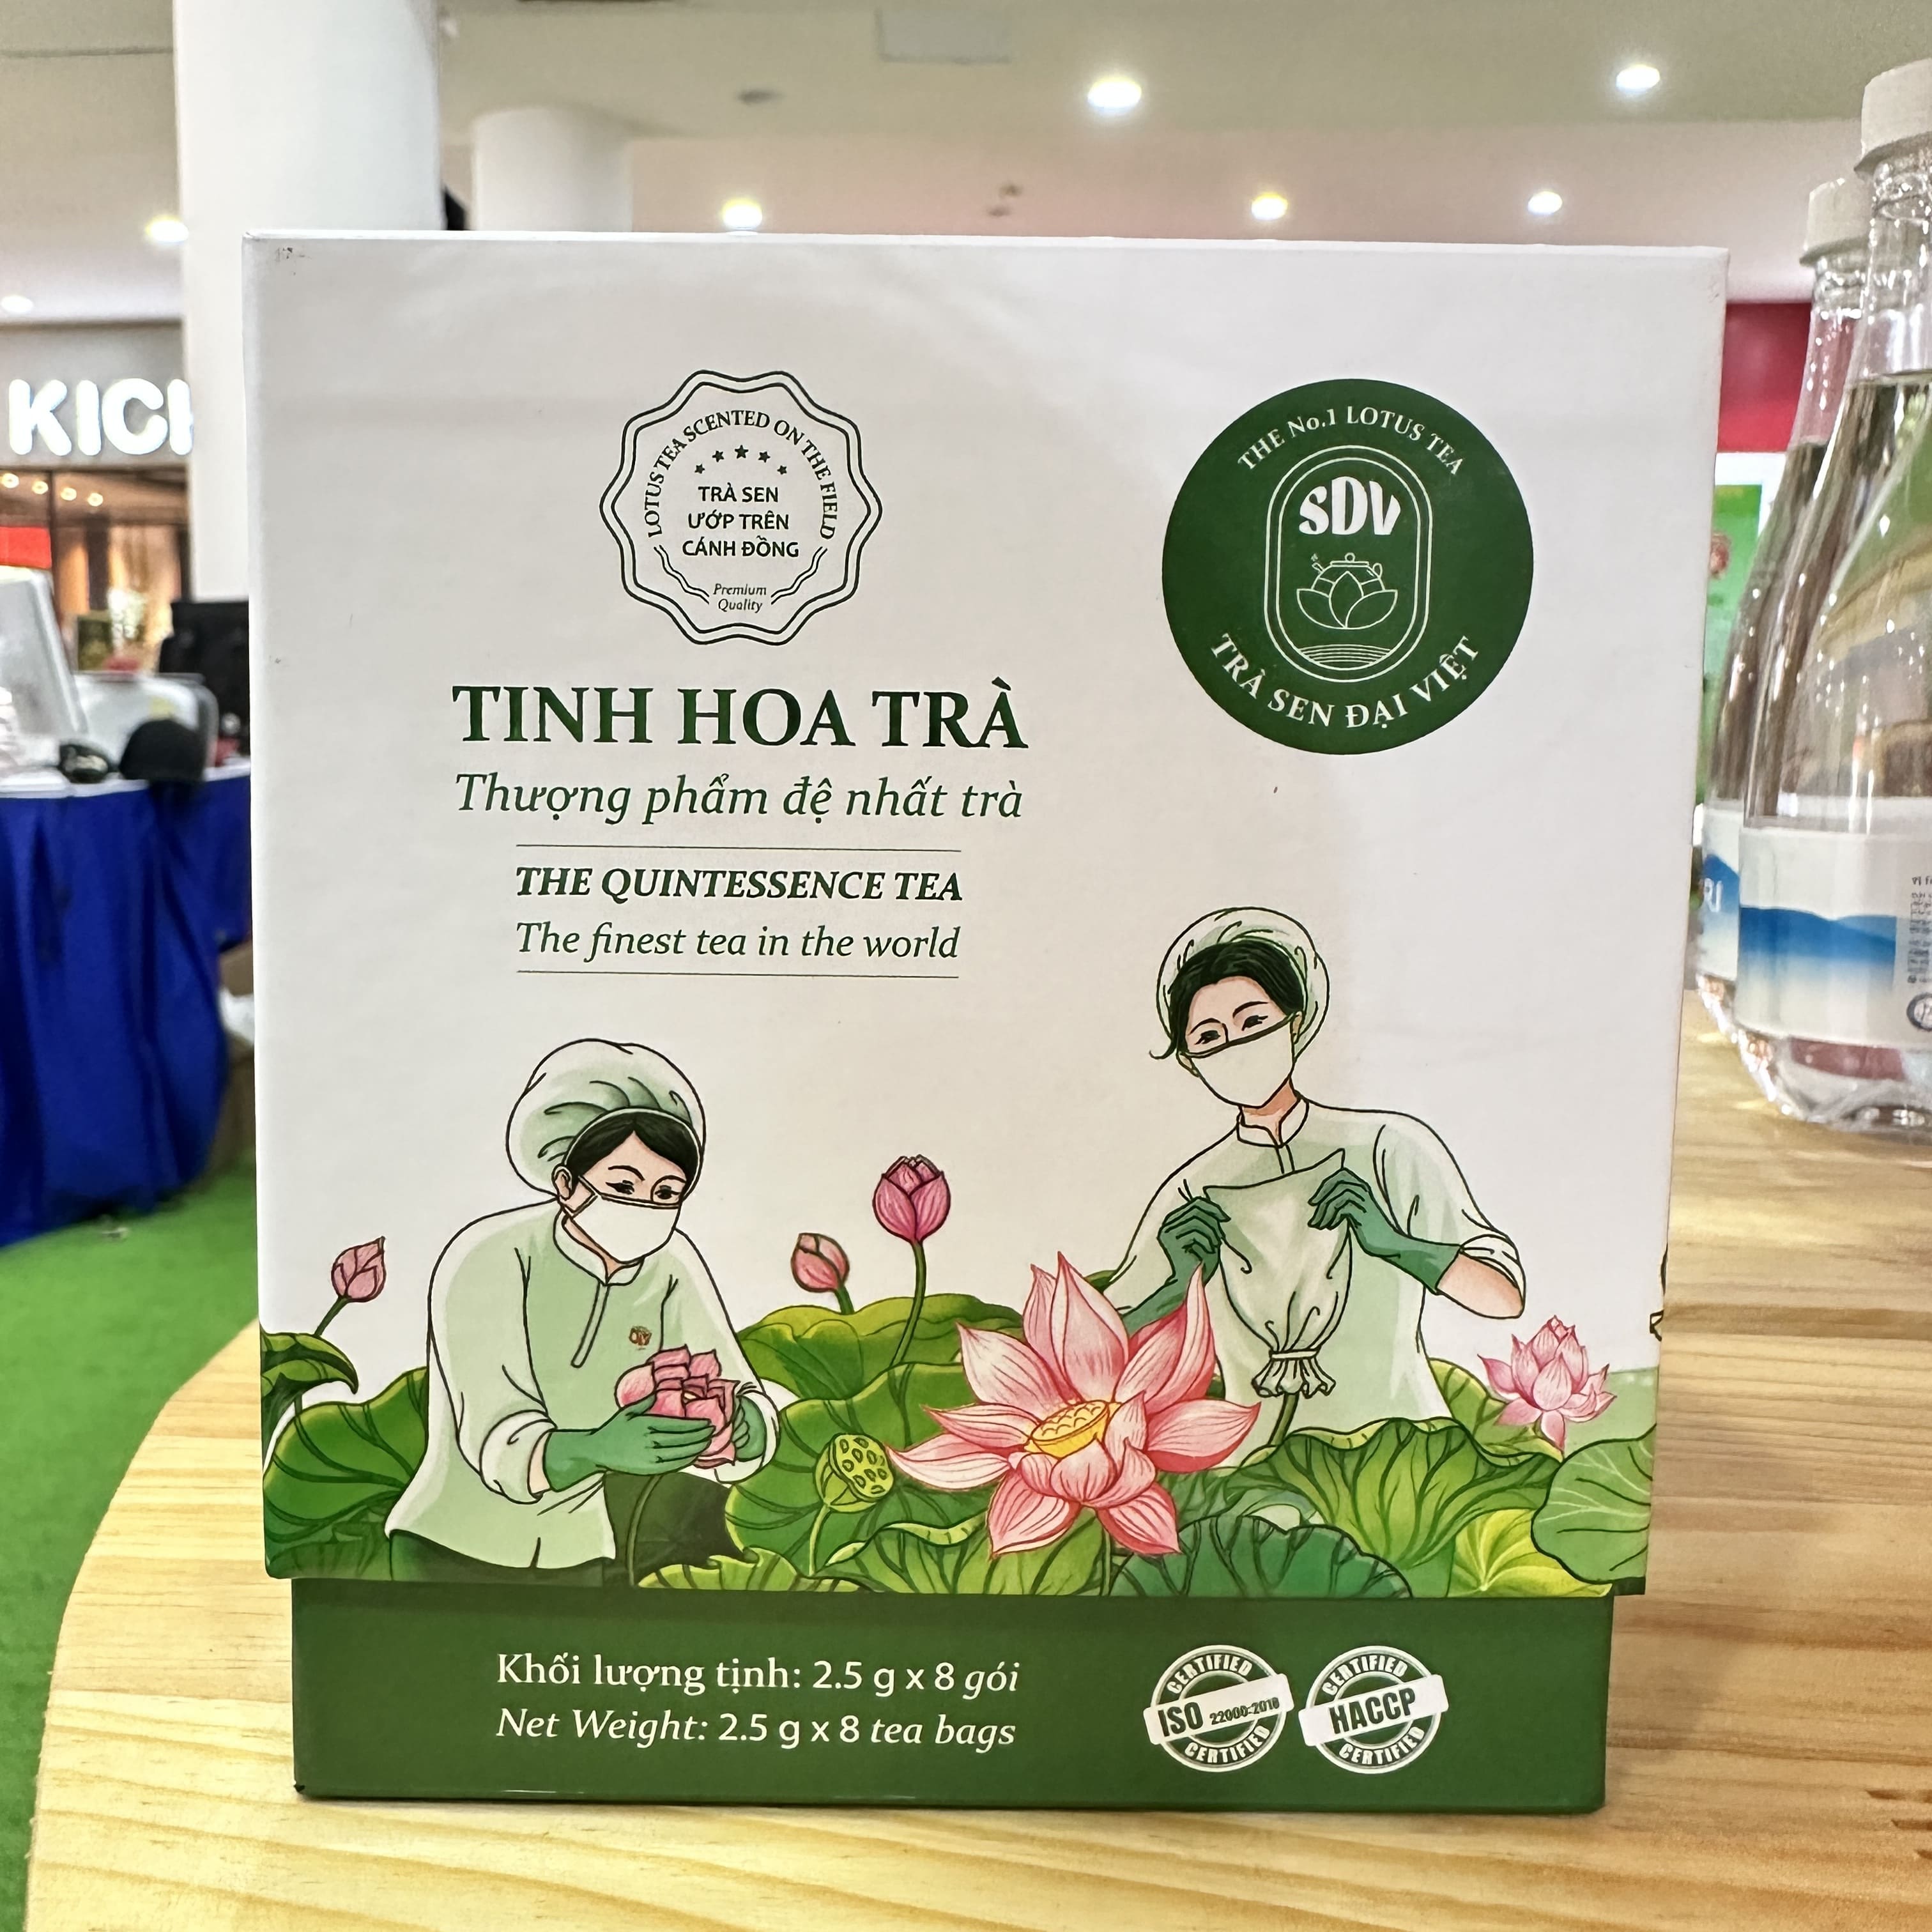 LOTUS TEA SCENTED ON THE FIELD
TRÀ SEN
ƯỚP TRÊN
CÁNH ĐỒNG
Premium
Quality
THE No.1 LOTUS TEA
SDV
TRÀ SEN ĐẠI VIỆT
TINH HOA TRÀ
Thượng phẩm đệ nhất trà
THE QUINTESSENCE TEA
The finest tea in the world
Khối lượng tịnh: 2.5 g x 8 gói
Net Weight: 2.5 g x 8 tea bags
CERTIFIED
ISO 22000:2018
CERTIFIED
CERTIFIED
HACCP
CERTIFIED